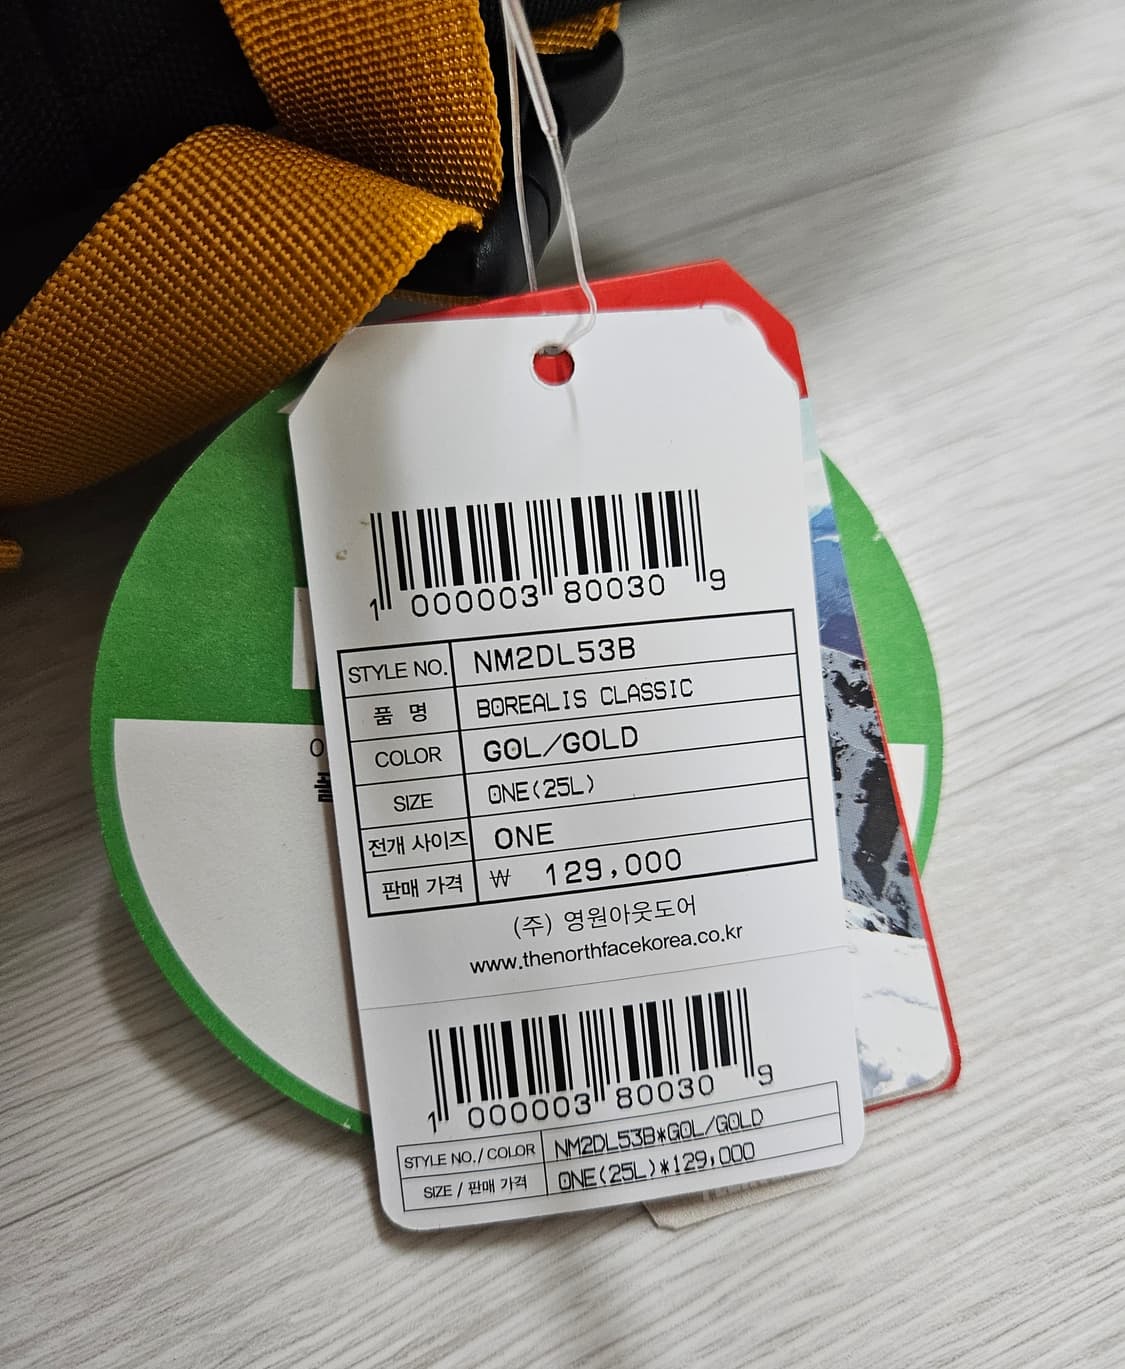 1 000003 80030 9
STYLE NO. NM2DL53B
품 명 BOREALIS CLASSIC
COLOR GOL/GOLD
SIZE ONE(25L)
전개 사이즈 ONE
판매 가격 ₩ 129,000
(주) 영원아웃도어
www.thenorthfacekorea.co.kr
1 000003 80030 9
STYLE NO./ COLOR NM2DL53B*GOL/GOLD
SIZE / 판매 가격 ONE(25L)*129,000